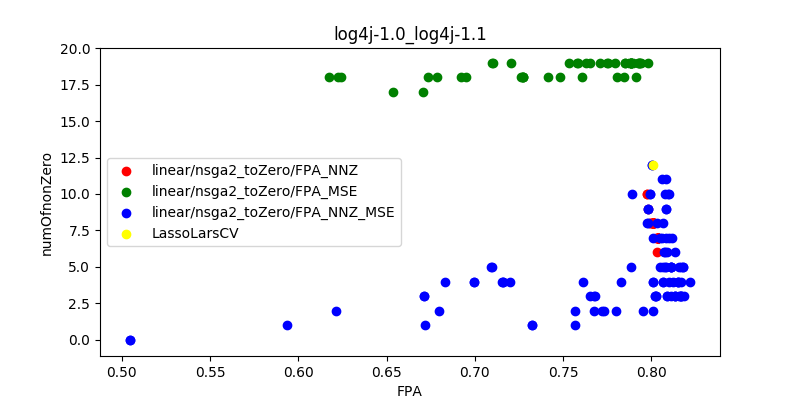 log4j-1.0_log4j-1.1
numOfnonZero
20.0
17.5
15.0
12.5
10.0
7.5
5.0
2.5
0.0
linear/nsga2_toZero/FPA_NNZ
linear/nsga2_toZero/FPA_MSE
linear/nsga2_toZero/FPA_NNZ_MSE
LassoLarsCV
0.50 0.55 0.60 0.65 0.70 0.75 0.80
FPA